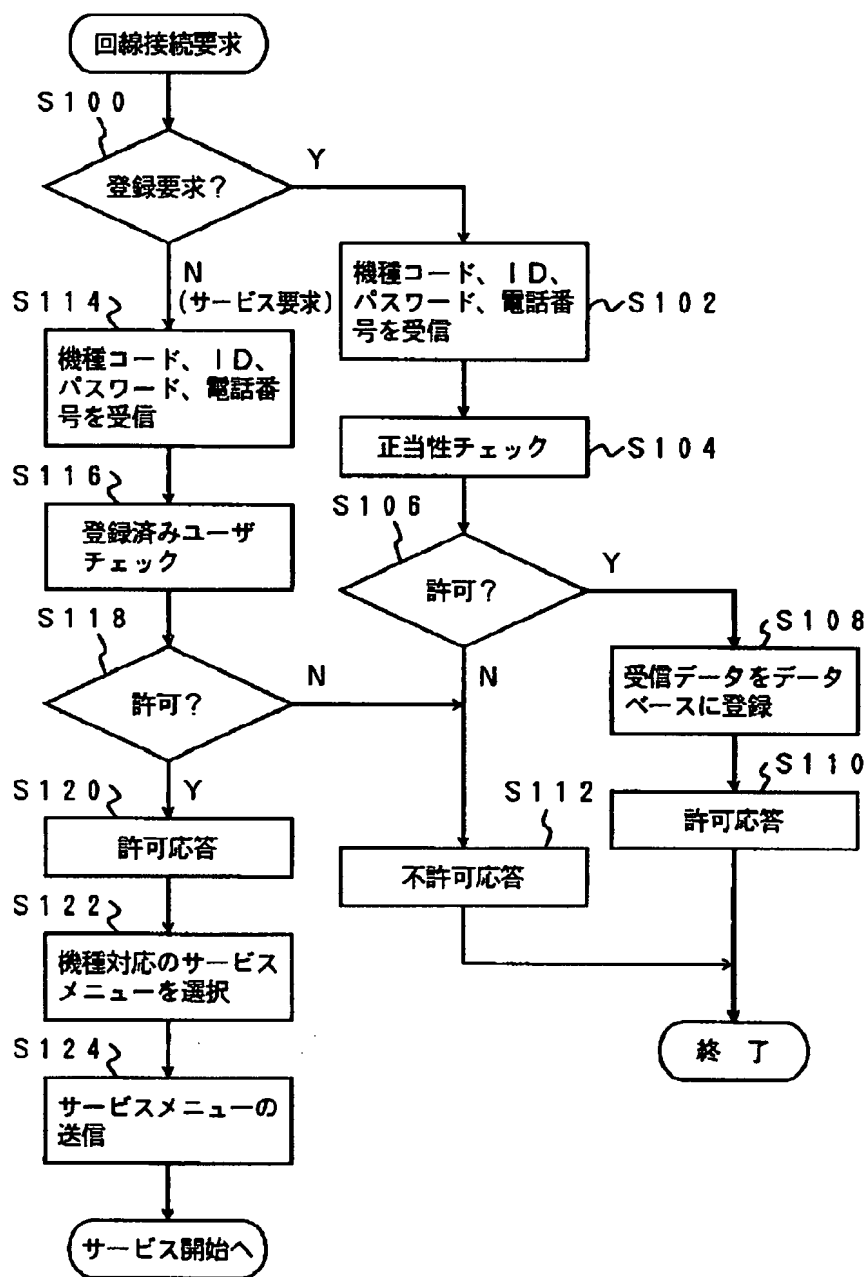 回線接続要求
S100
登録要求?
Y
N
(サービス要求)
機種コード、ID、
パスワード、電話番
号を受信
S102
S114
機種コード、ID、
パスワード、電話番
号を受信
正当性チェック
S104
S116
登録済みユーザ
チェック
S106
許可?
Y
N
S108
受信データをデータ
ベースに登録
S118
許可?
N
Y
S110
許可応答
S120
許可応答
S112
不許可応答
S122
機種対応のサービス
メニューを選択
終 了
S124
サービスメニューの
送信
サービス開始へ